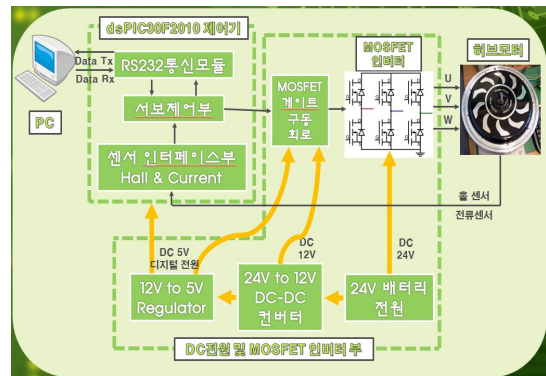 dsPIC30F2010 제어기
Data Tx
Data Rx
PC
RS232통신모듈
서보제어부
센서 인터페이스부
Hall & Current
MOSFET
게이트
구동
회로
MOSFET
인버터
허브모터
U
V
W
홀 센서
전류센서
DC 5V
디지털 전원
DC
12V
DC
24V
12V to 5V
Regulator
24V to 12V
DC-DC
컨버터
24V 배터리
전원
DC전원 및 MOSFET 인버터 부